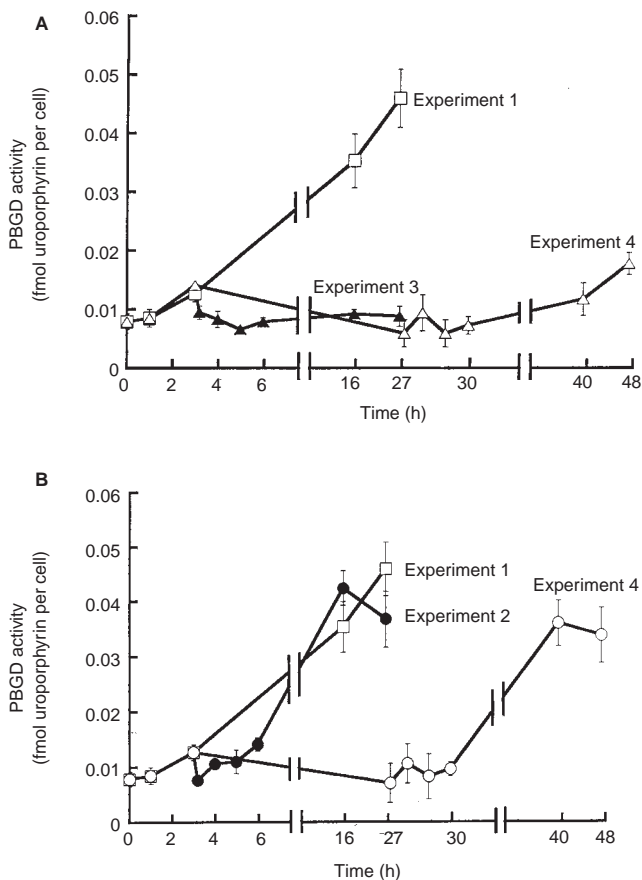 A
0.06
0.05
0.04
0.03
0.02
0.01
0
PBGD activity
(fmol uroporphyrin per cell)
Experiment 1
Experiment 4
Experiment 3
0 2 4 6 16 27 30 40 48
Time (h)
B
0.06
0.05
0.04
0.03
0.02
0.01
0
PBGD activity
(fmol uroporphyrin per cell)
Experiment 1
Experiment 4
Experiment 2
0 2 4 6 16 27 30 40 48
Time (h)